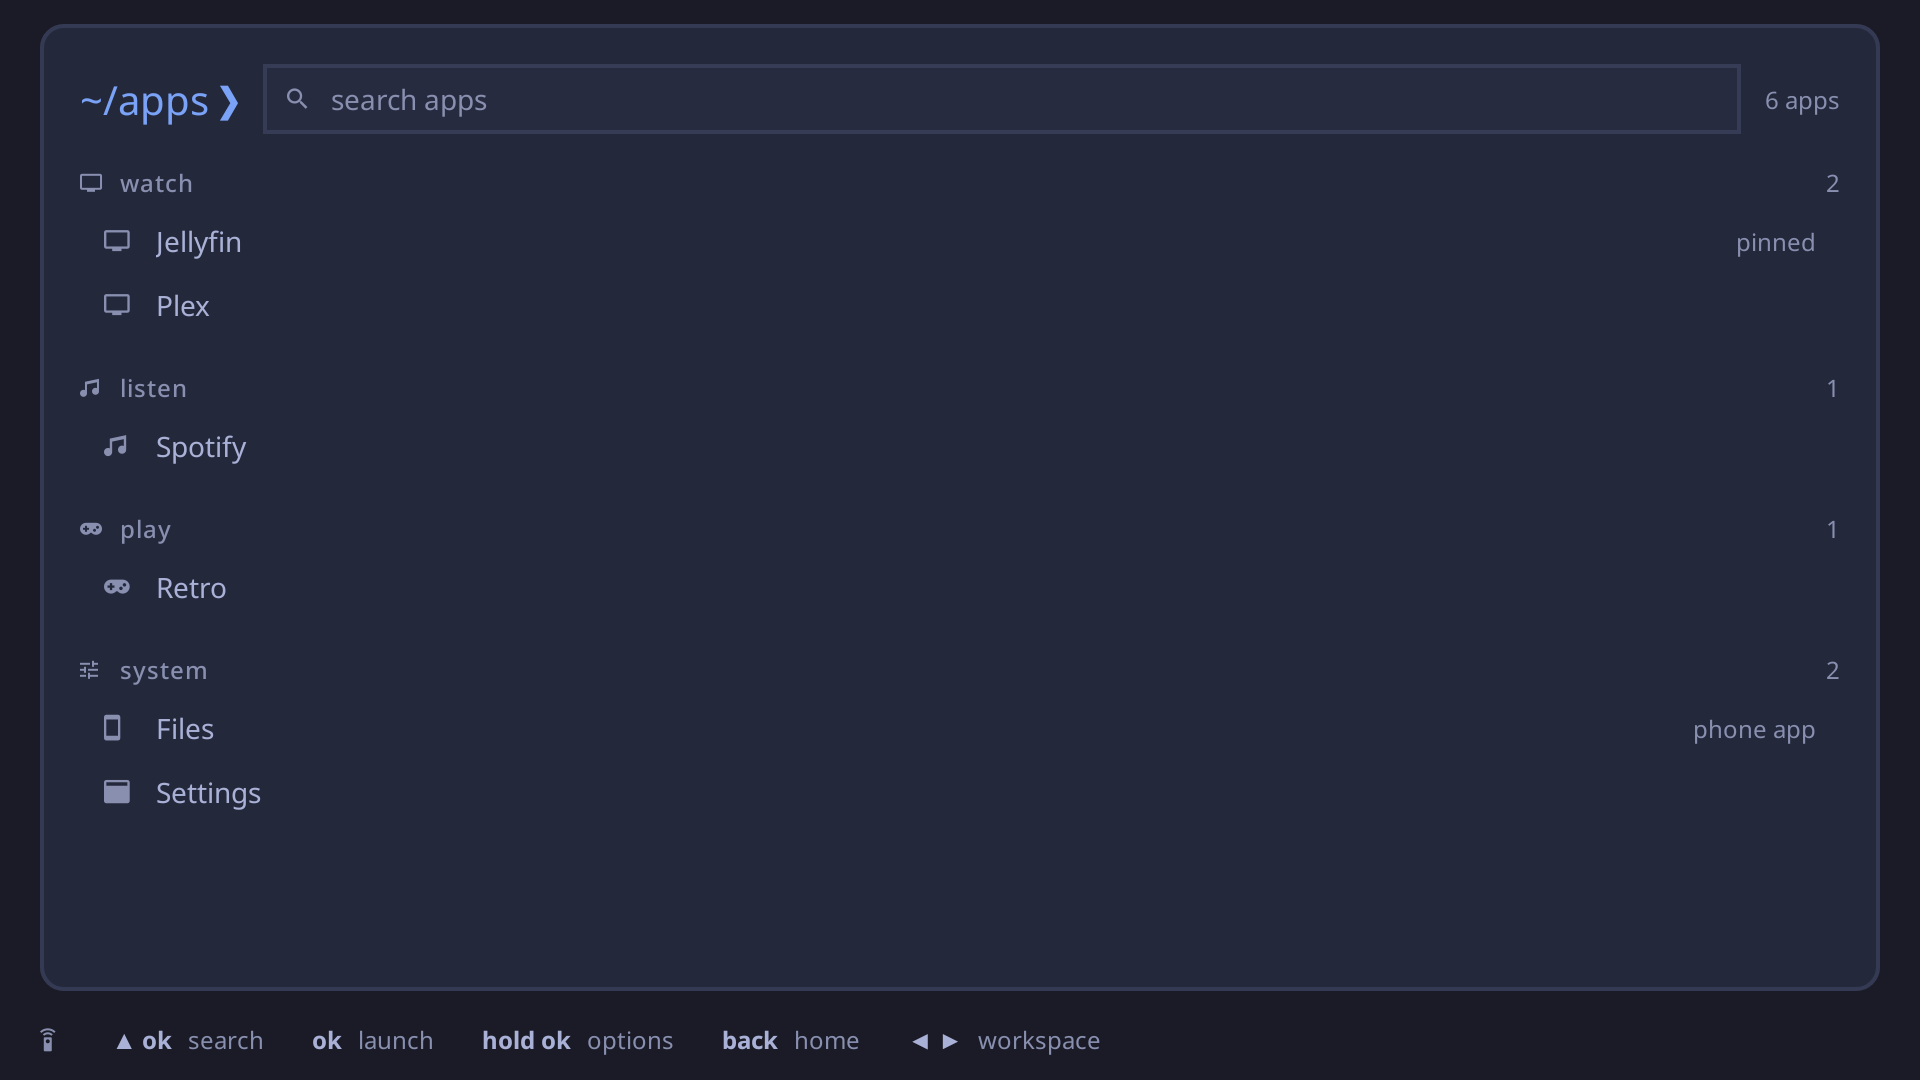 ~/apps❯ search apps 6 apps
watch 2
Jellyfin pinned
Plex
listen 1
Spotify
play 1
Retro
system 2
Files phone app
Settings
▲ ok search ok launch hold ok options back home ◀ ▶ workspace